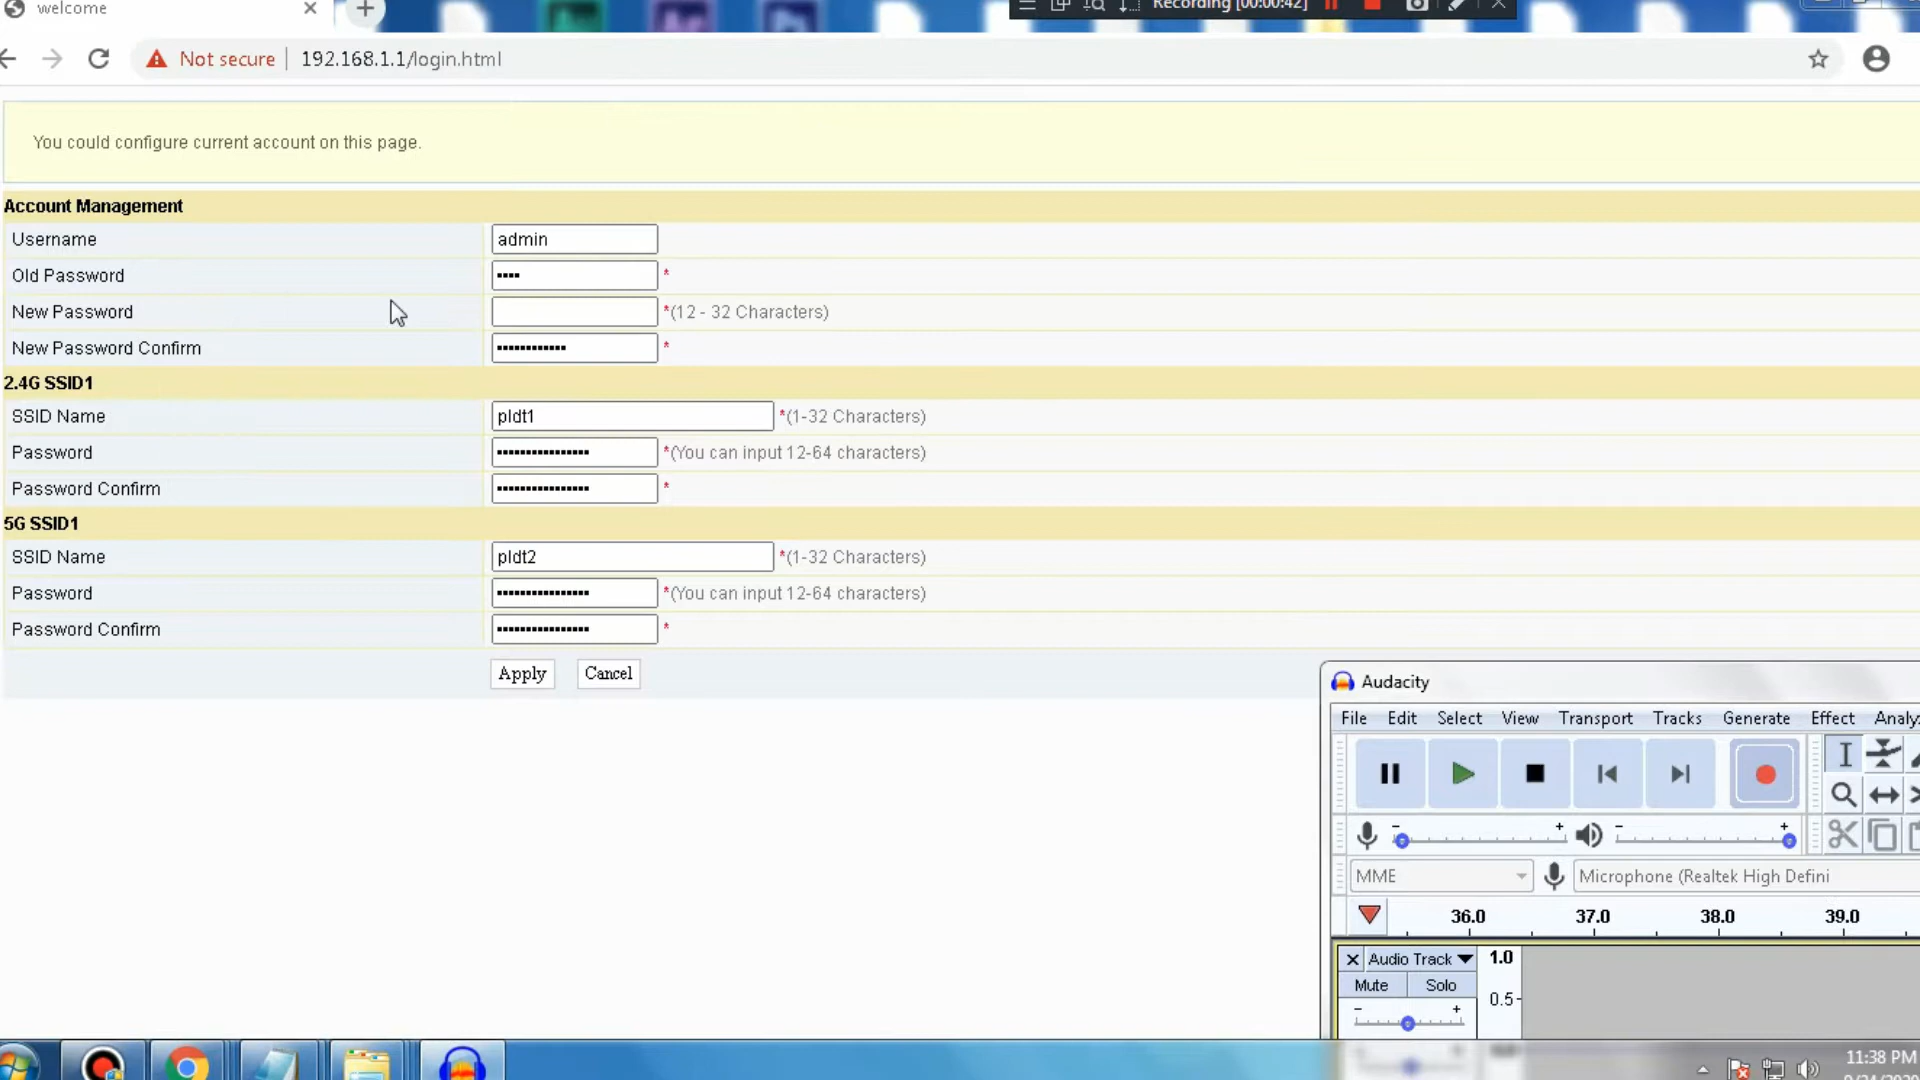 welcome
Recording [00:00:42]
Not secure
192.168.1.1/login.html
You could configure current account on this page.
Account Management
Username admin
Old Password •••• *
New Password *(12 - 32 Characters)
New Password Confirm •••••••••••• *
2.4G SSID1
SSID Name pldt1 *(1-32 Characters)
Password •••••••••••••••• *(You can input 12-64 characters)
Password Confirm •••••••••••••••• *
5G SSID1
SSID Name pldt2 *(1-32 Characters)
Password •••••••••••••••• *(You can input 12-64 characters)
Password Confirm •••••••••••••••• *
Apply Cancel
Audacity
File Edit Select View Transport Tracks Generate Effect Analy
MME Microphone (Realtek High Defini
36.0 37.0 38.0 39.0
Audio Track 1.0
Mute Solo
0.5
11:38 PM